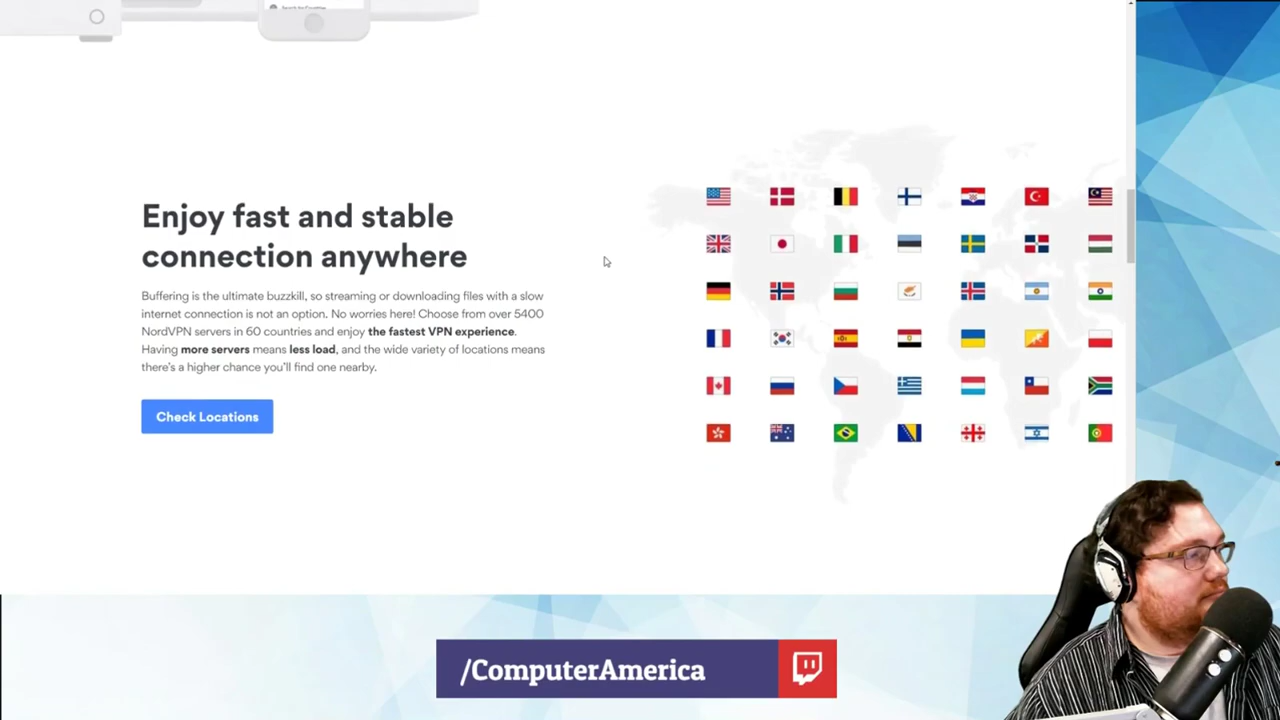 Enjoy fast and stable
connection anywhere
Buffering is the ultimate buzzkill, so streaming or downloading files with a slow
internet connection is not an option. No worries here! Choose from over 5400
NordVPN servers in 60 countries and enjoy the fastest VPN experience.
Having more servers means less load, and the wide variety of locations means
there's a higher chance you'll find one nearby.
Check Locations
/ComputerAmerica